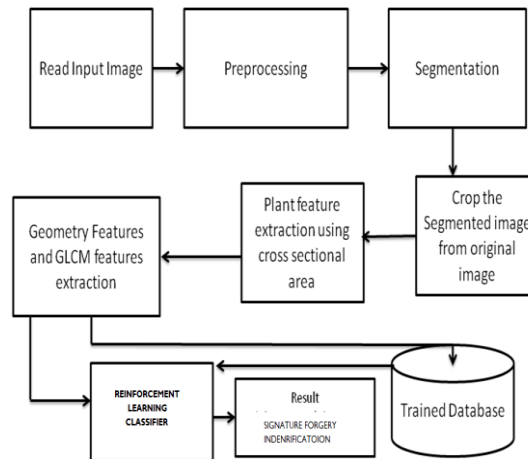 Read Input Image
Preprocessing
Segmentation
Crop the
Segmented image
from original
image
Plant feature
extraction using
cross sectional
area
Geometry Features
and GLCM features
extraction
REINFORCEMENT
LEARNING
CLASSIFIER
Result
SIGNATURE FORGERY
INDENRIFICATOION
Trained Database